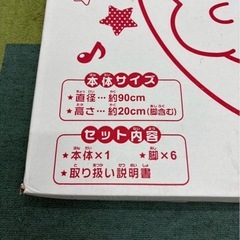 本体サイズ
★直径…約90cm
★高さ…約20cm(脚含む)
セット内容
★本体×1 ★脚×6
★取り扱い説明書